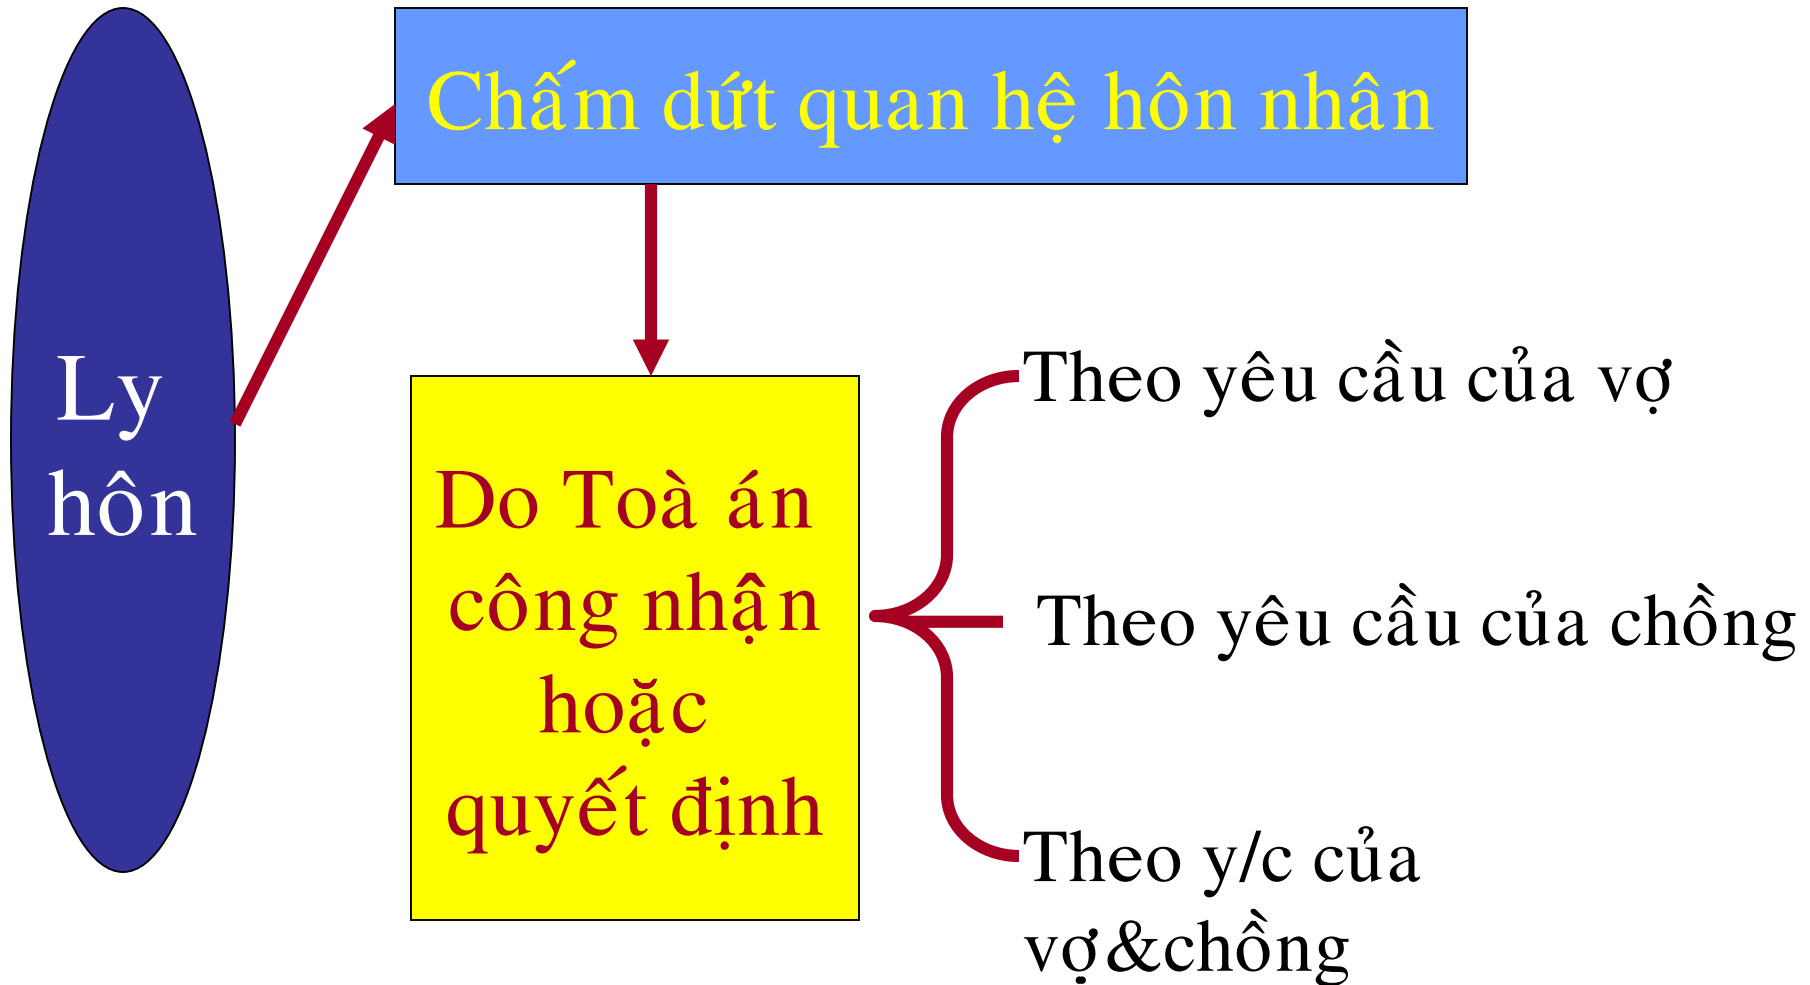 Ly
hôn
Chấm dứt quan hệ hôn nhân
Do Toà án
công nhận
hoặc
quyết định
Theo yêu cầu của vợ
Theo yêu cầu của chồng
Theo y/c của
vợ&chồng